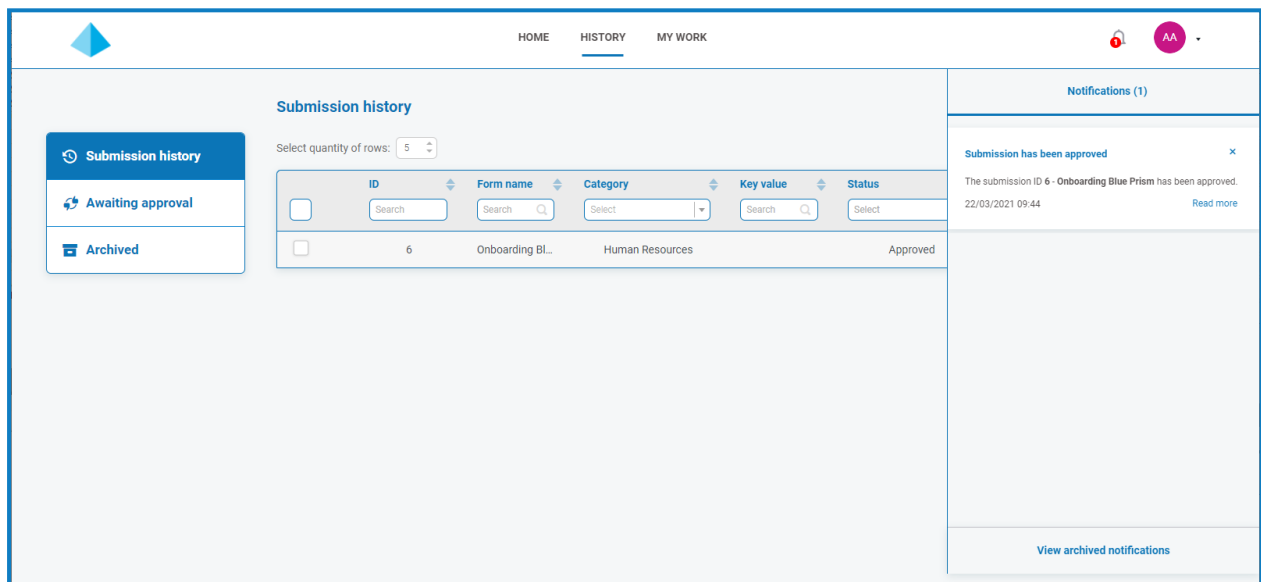 HOME HISTORY MY WORK
1
AA
Submission history
Awaiting approval
Archived
Submission history
Select quantity of rows: 5
ID Form name Category Key value Status
Search Search Select Search Select
6 Onboarding Bl... Human Resources Approved
Notifications (1)
Submission has been approved ×
The submission ID 6 - Onboarding Blue Prism has been approved.
22/03/2021 09:44 Read more
View archived notifications